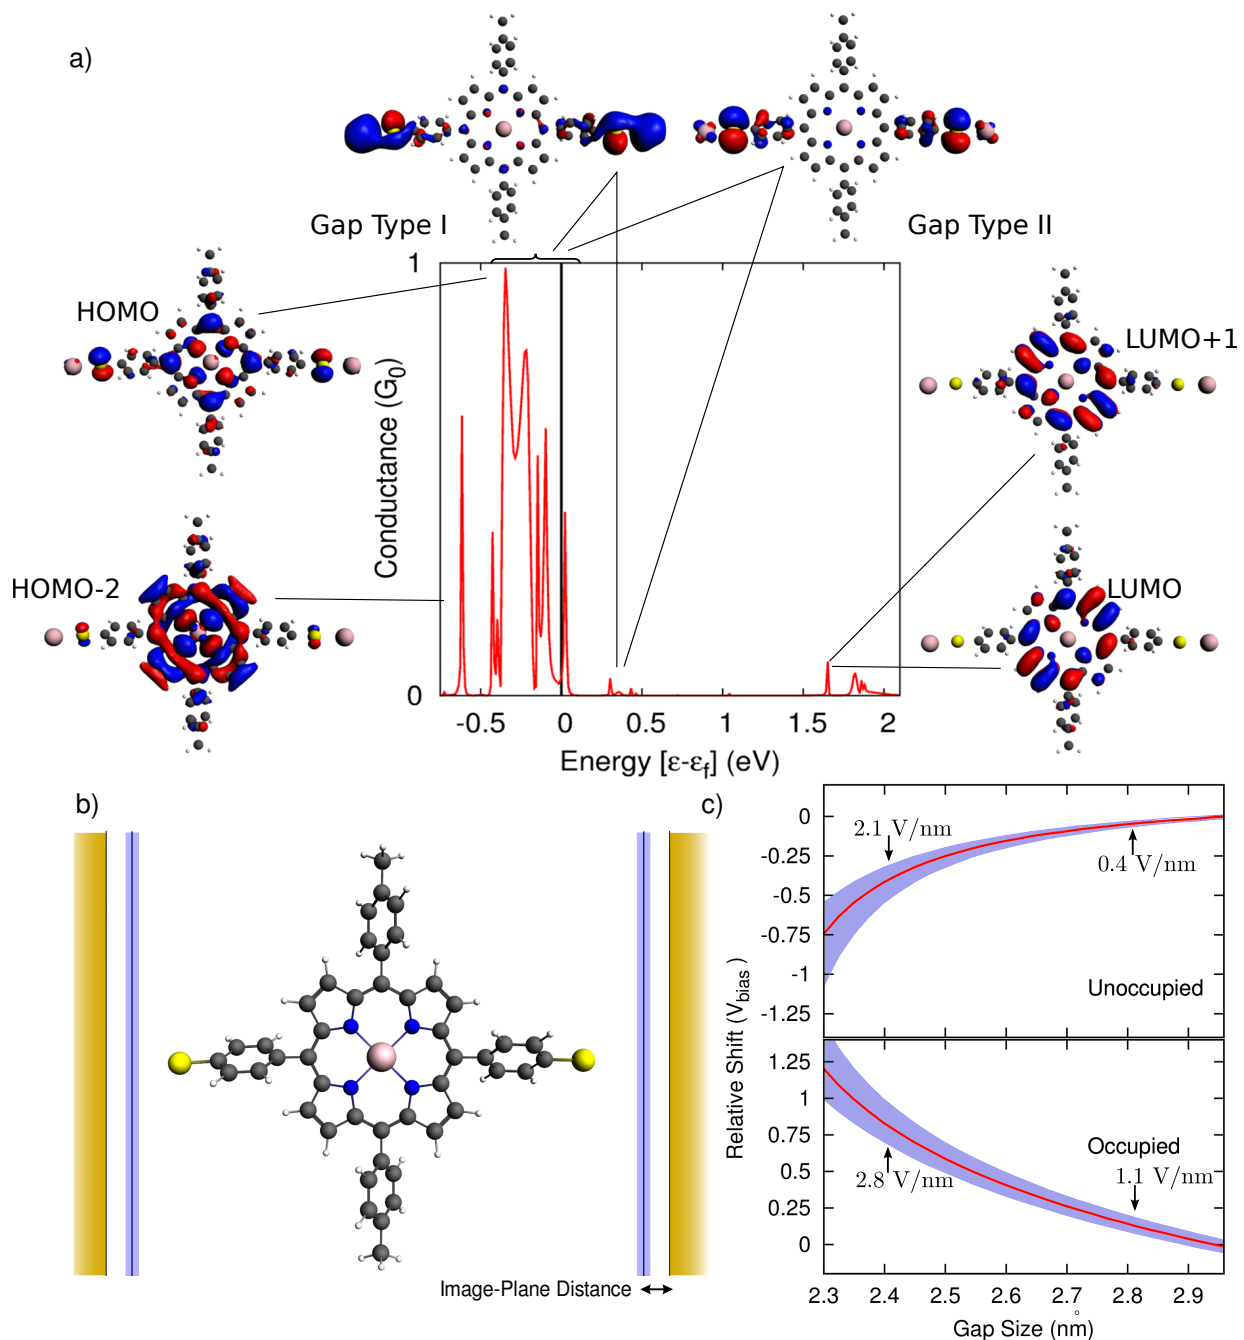 a)
Gap Type I
Gap Type II
HOMO
LUMO+1
HOMO-2
LUMO
1
0
Conductance (G0)
-0.5
0
0.5
1
1.5
2
Energy [ε-εf] (eV)
b)
Image-Plane Distance
c)
0
-0.25
-0.5
-0.75
-1
-1.25
2.1 V/nm
0.4 V/nm
Unoccupied
Relative Shift (Vbias)
1.25
1
0.75
0.5
0.25
0
Occupied
2.8 V/nm
1.1 V/nm
2.3 2.4 2.5 2.6 2.7 2.8 2.9
Gap Size (nm)